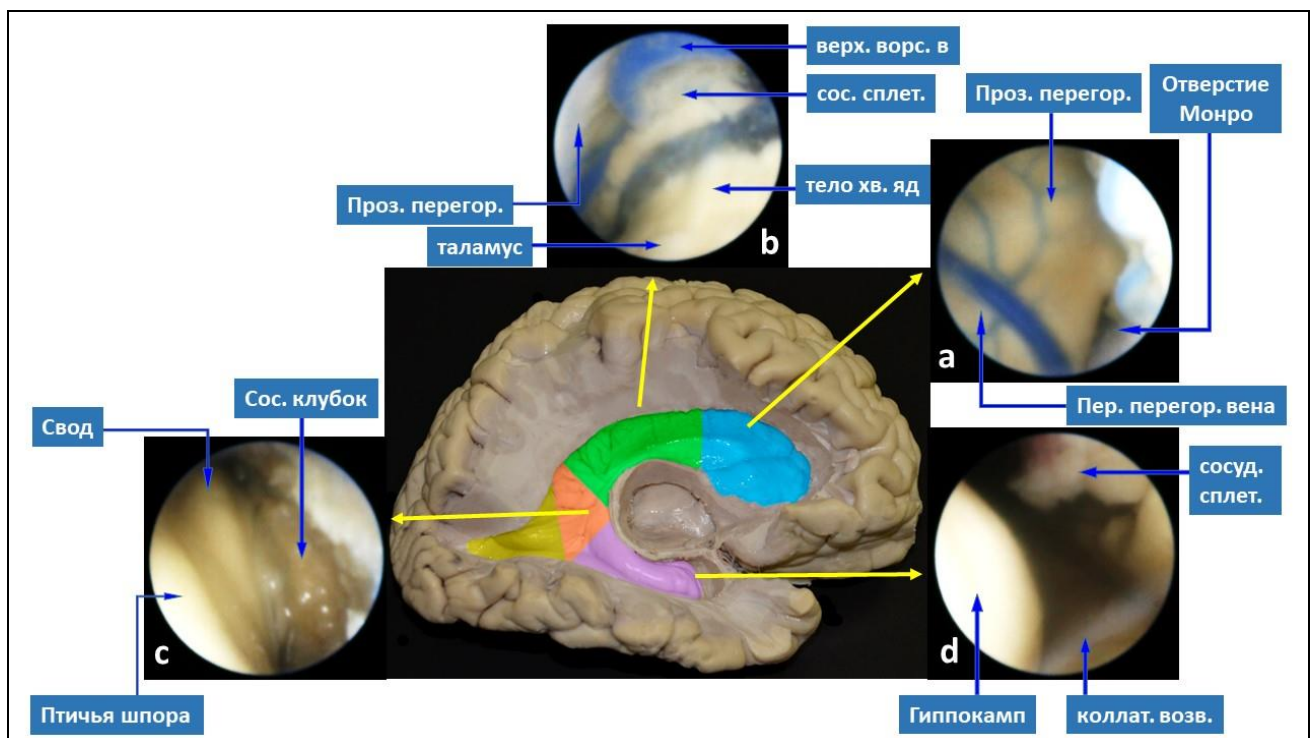 верх. ворс. в
сос. сплет.
Проз. перегор.
Отверстие
Монро
тело хв. яд
Проз. перегор.
таламус
b
a
Пер. перегор. вена
Сос. клубок
Свод
сосуд.
сплет.
c
d
Птичья шпора
Гиппокамп
коллат. возв.